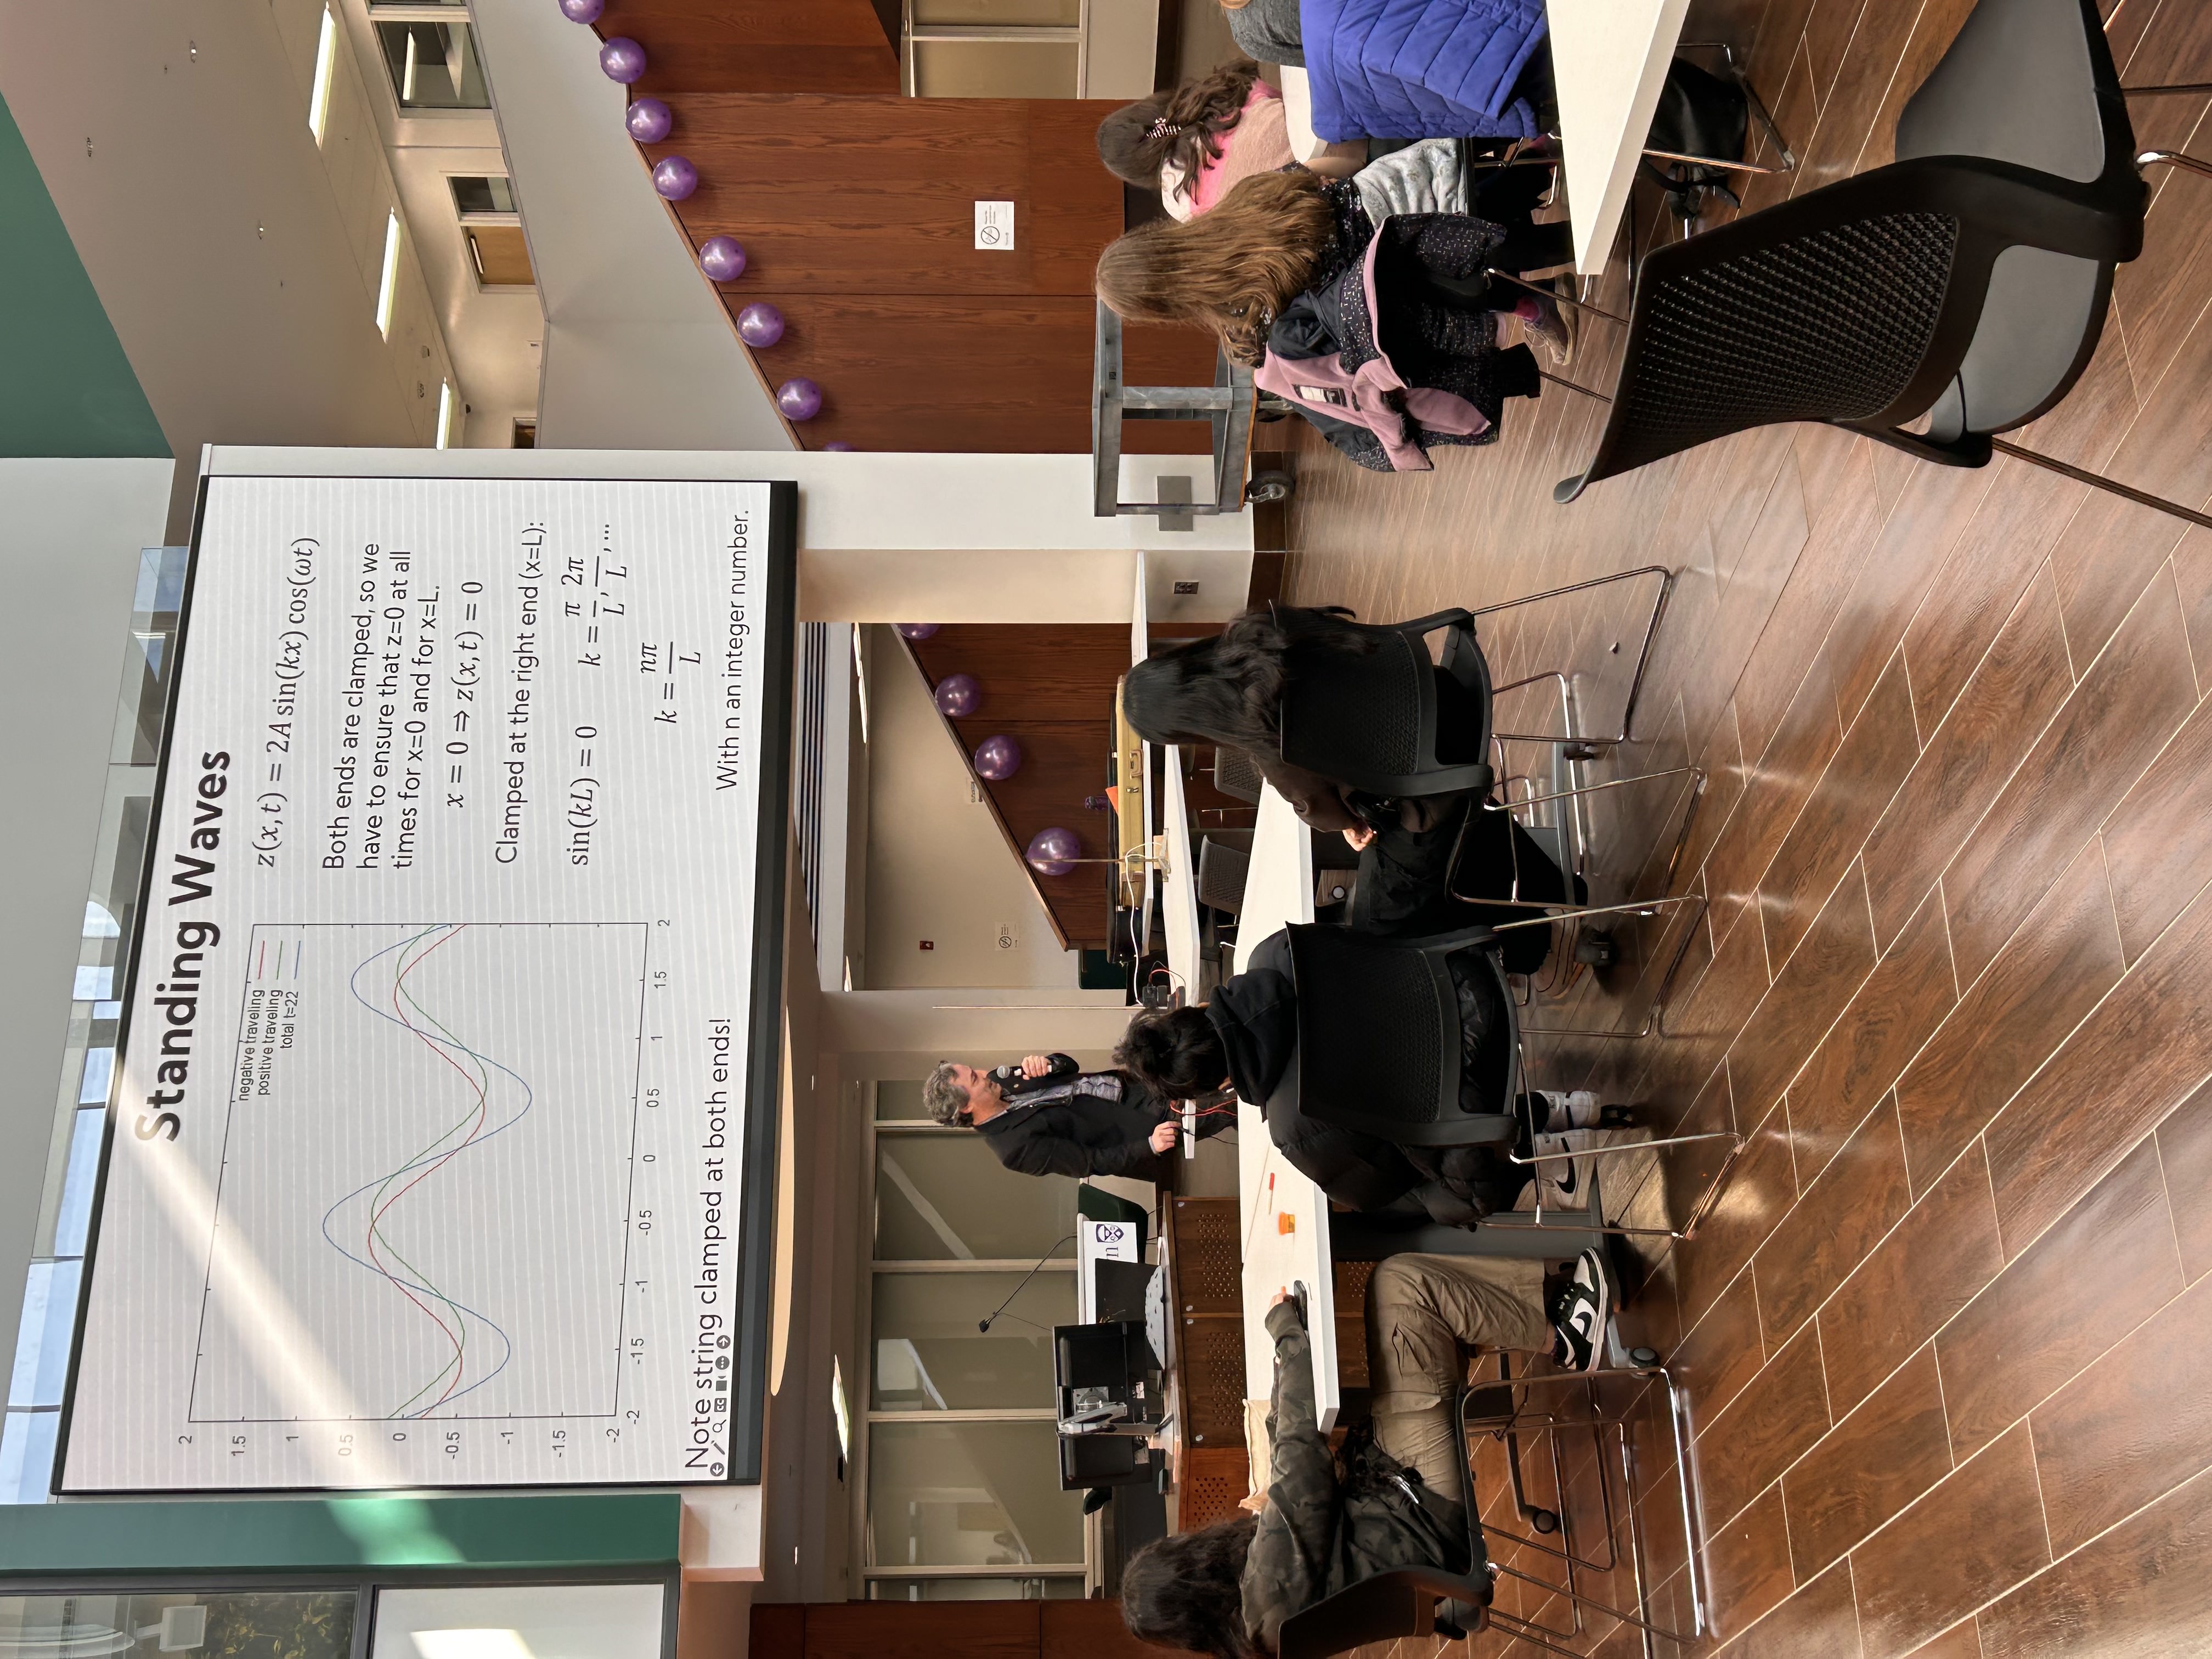 Standing Waves
2
1.5
1
0.5
0
-0.5
-1
-1.5
-2
-2
-1.5
-1
-0.5
0
0.5
1
1.5
2
negative traveling
positive traveling
total t=22
z(x,t) = 2A sin(kx) cos(ωt)
Both ends are clamped, so we
have to ensure that z=0 at all
times for x=0 and for x=L.
x = 0 ⇒ z(x,t) = 0
Clamped at the right end (x=L):
sin(kL) = 0 k = π/L, 2π/L, ...
k = nπ/L
Note string clamped at both ends!
With n an integer number.
CC